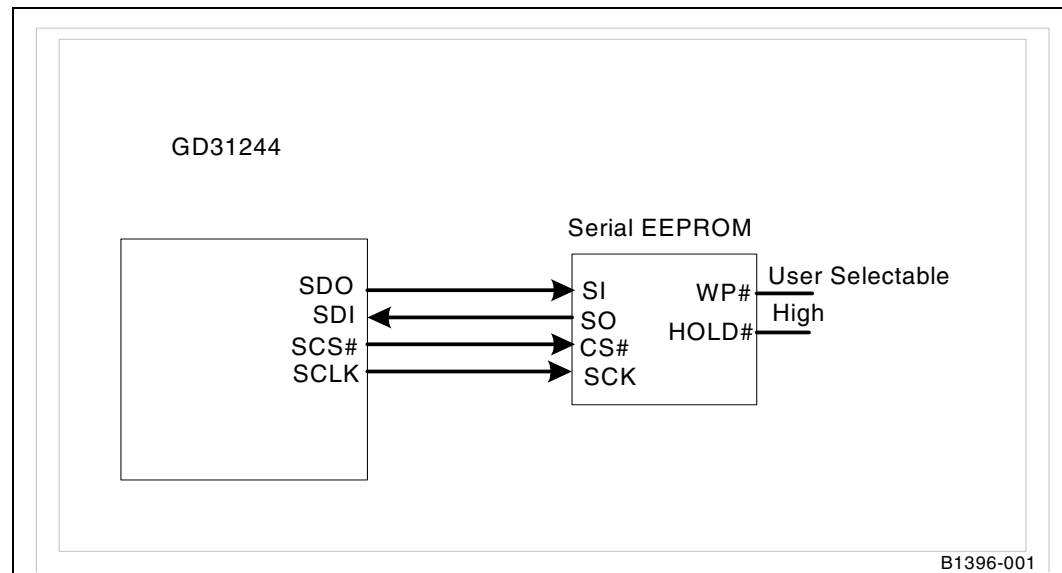 GD31244
Serial EEPROM
SDO
SDI
SCS#
SCLK
SI
SO
CS#
SCK
WP#
HOLD#
User Selectable
High
B1396-001